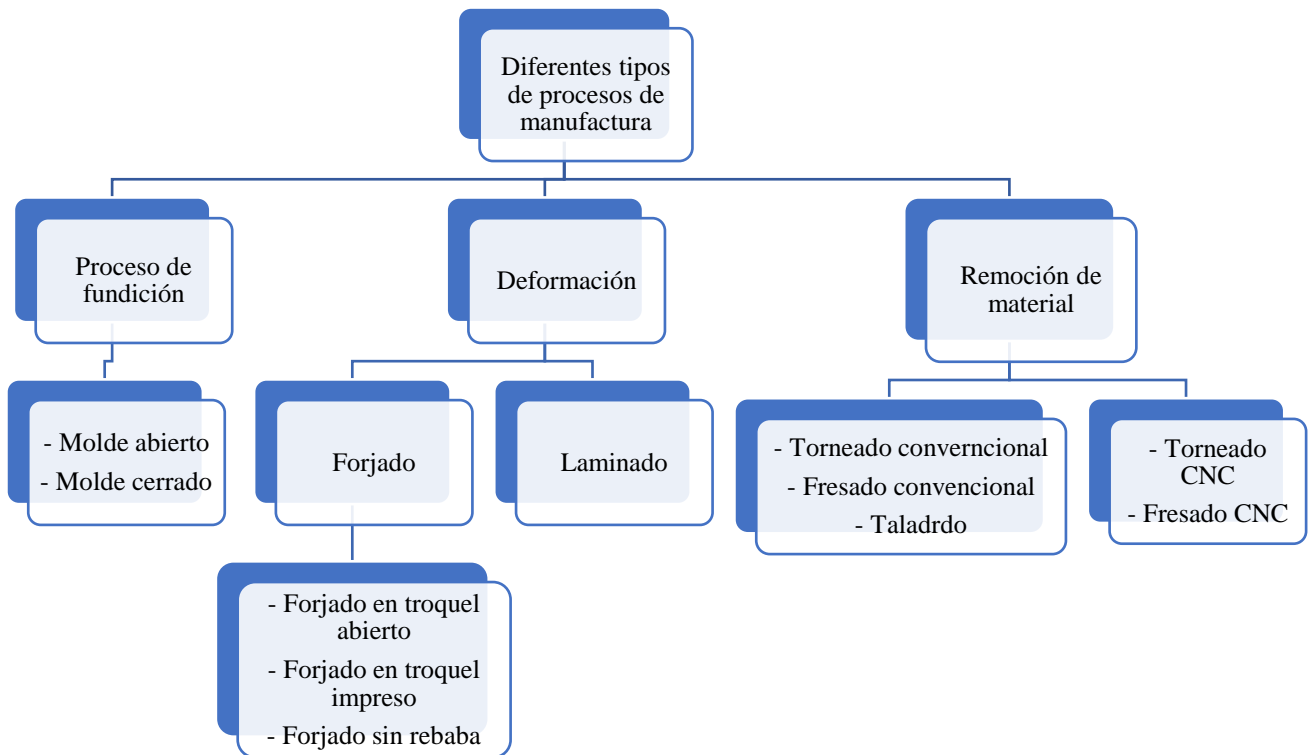 Diferentes tipos
de procesos de
manufactura
Proceso de
fundición
Deformación
Remoción de
material
- Molde abierto
- Molde cerrado
Forjado
Laminado
- Torneado converncional
- Fresado convencional
- Taladrdo
- Torneado
CNC
- Fresado CNC
- Forjado en troquel
abierto
- Forjado en troquel
impreso
- Forjado sin rebaba